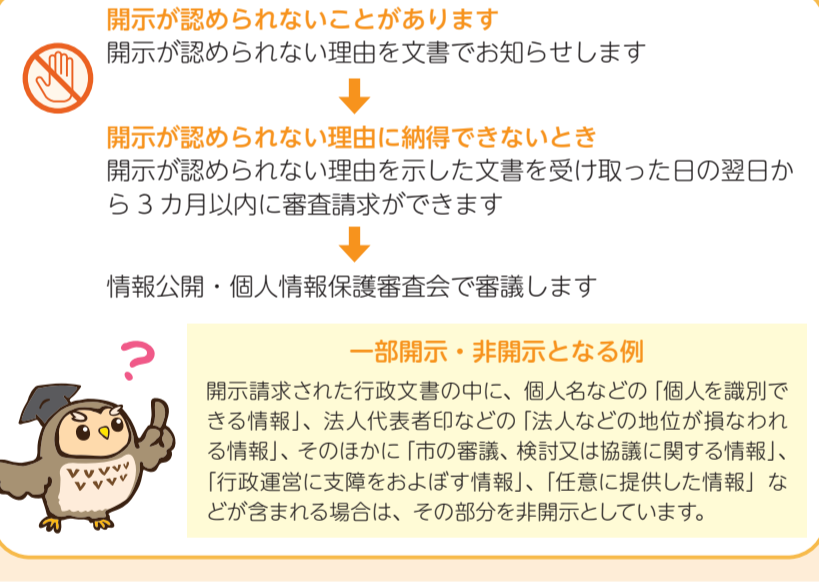 開示が認められないことがあります
開示が認められない理由を文書でお知らせします
開示が認められない理由に納得できないとき
開示が認められない理由を示した文書を受け取った日の翌日か
ら3カ月以内に審査請求ができます
情報公開・個人情報保護審査会で審議します
?
一部開示・非開示となる例
開示請求された行政文書の中に、個人名などの「個人を識別で
きる情報」、法人代表者印などの「法人などの地位が損なわれ
る情報」、そのほかに「市の審議、検討又は協議に関する情報」、
「行政運営に支障をおよぼす情報」、「任意に提供した情報」な
どが含まれる場合は、その部分を非開示としています。